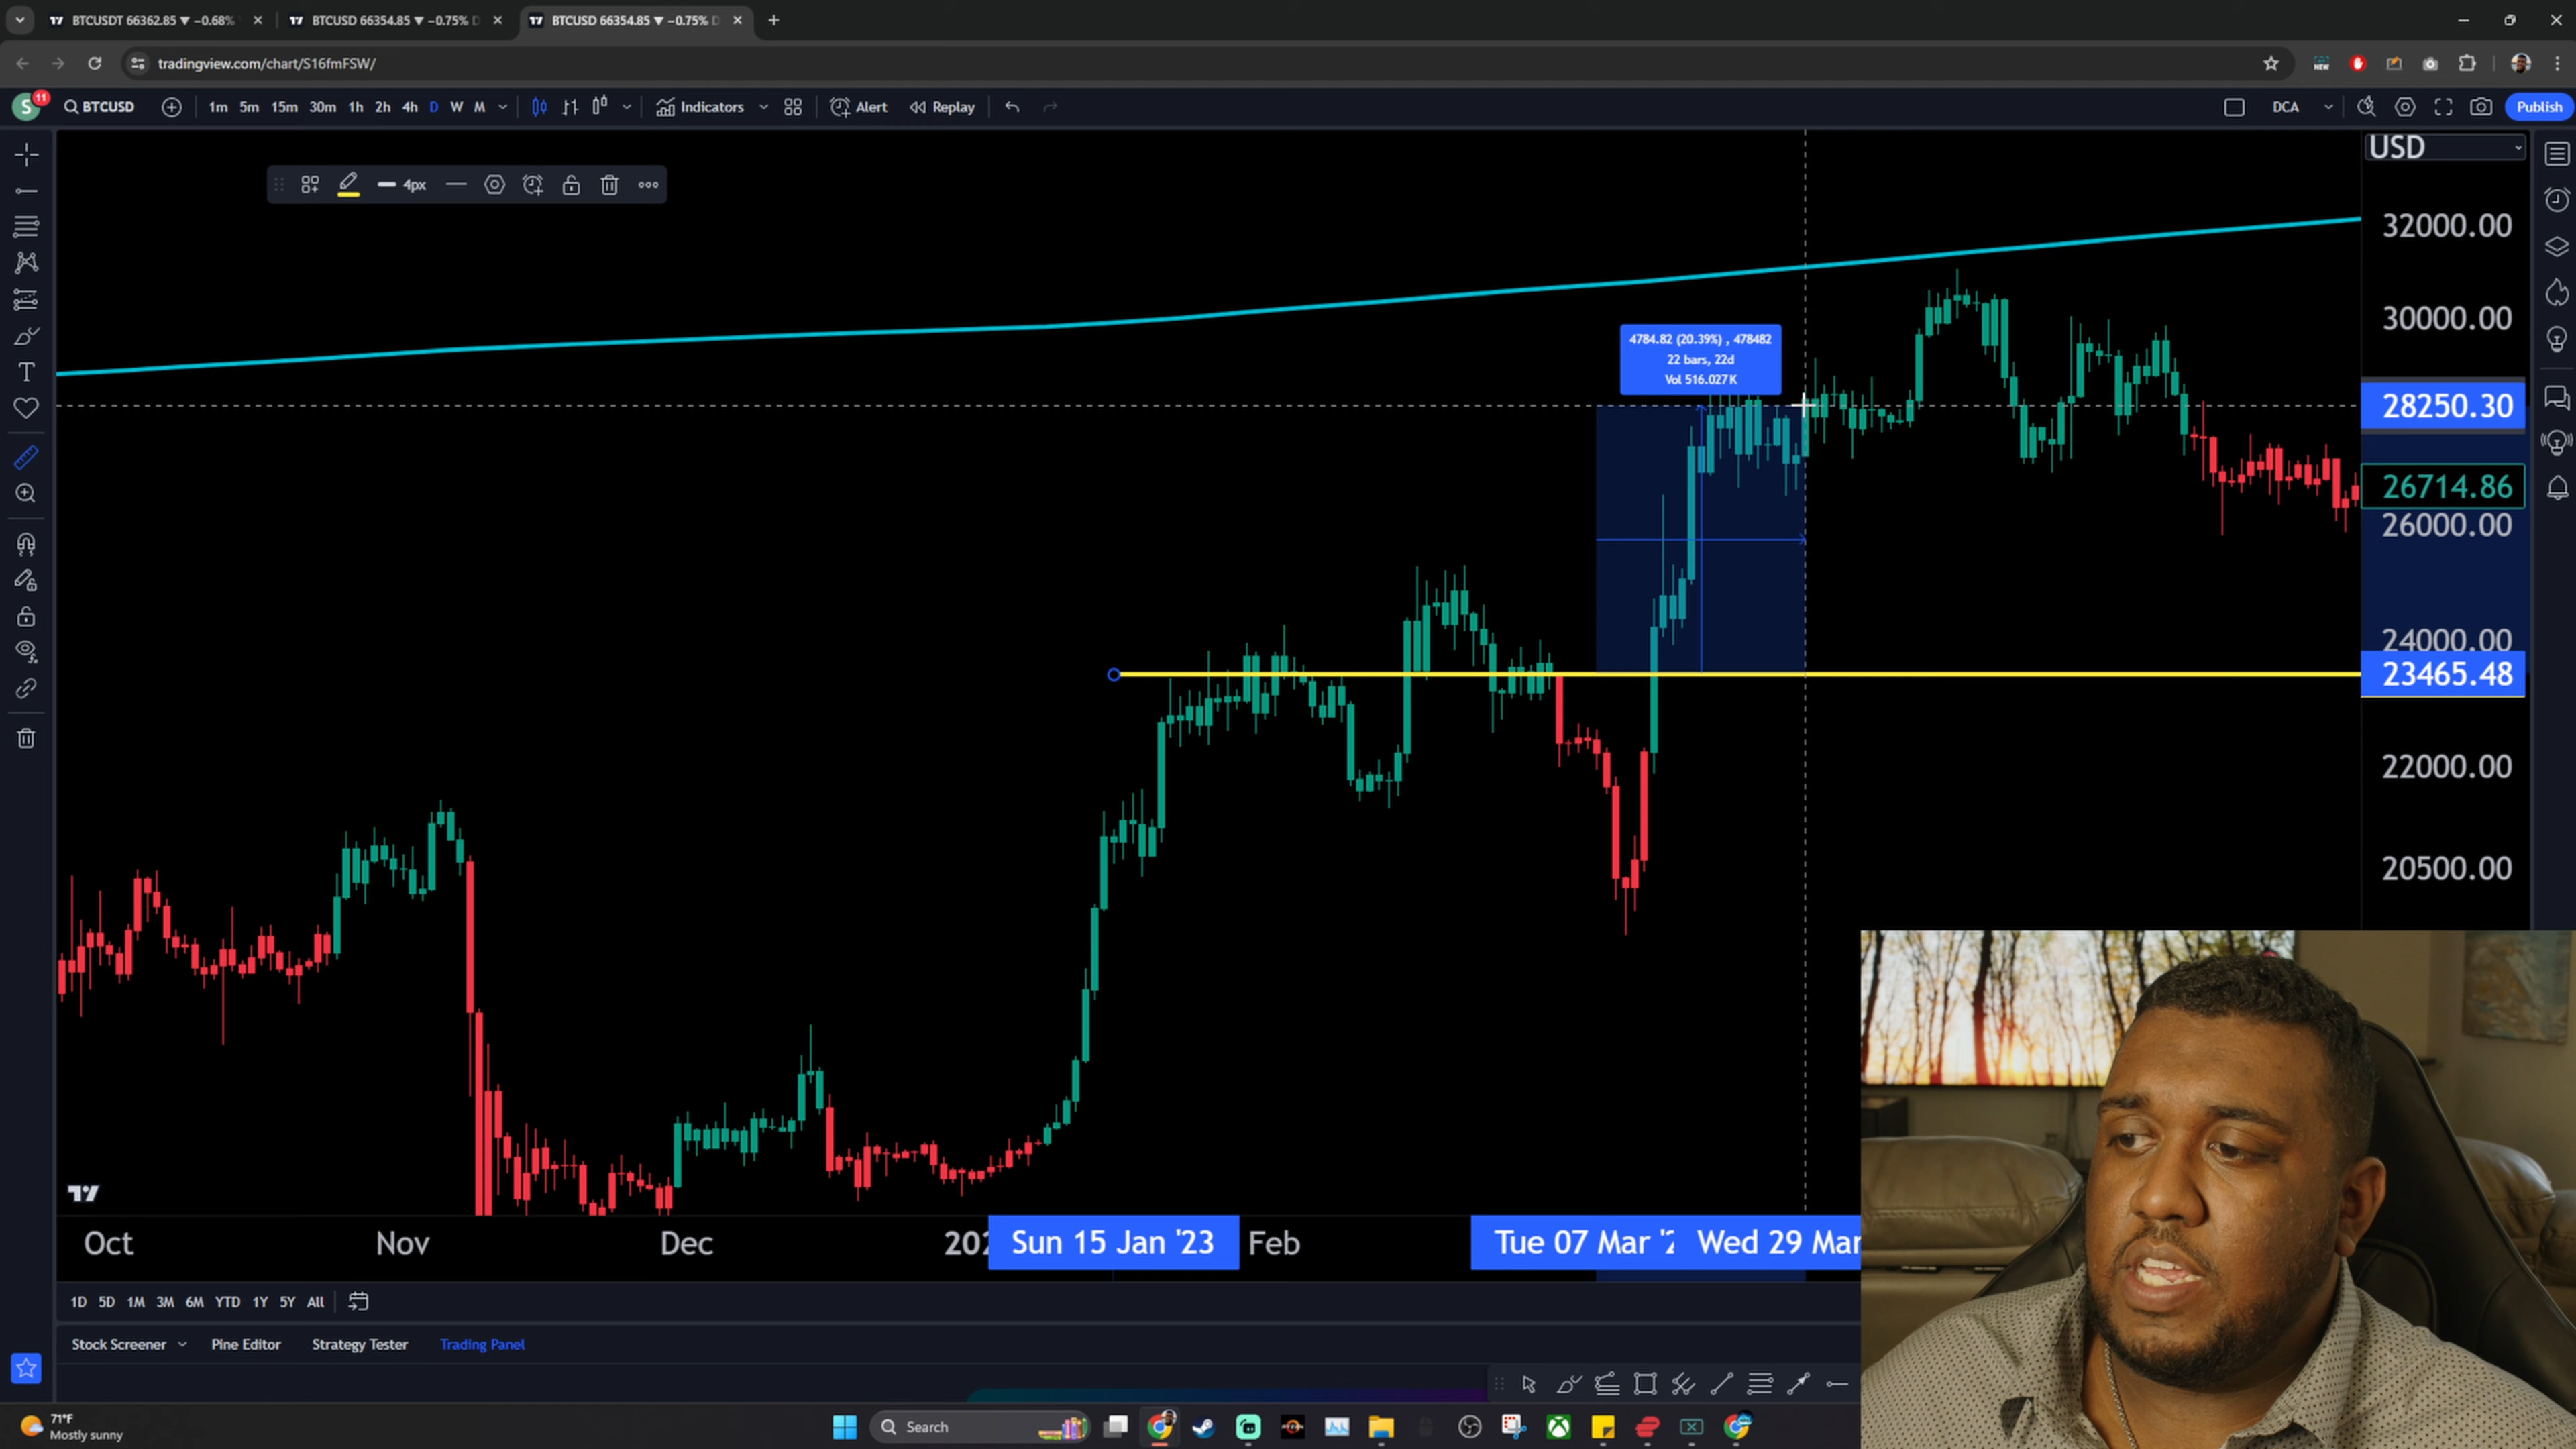 BTCUSDT 66362.85 ▼ −0.68%
BTCUSD 66354.85 ▼ −0.75% D
BTCUSD 66354.85 ▼ −0.75% D
tradingview.com/chart/S16fmFSW/
NEW
S 11 BTCUSD 1m 5m 15m 30m 1h 2h 4h D W M Indicators Alert Replay DCA Publish
4px
USD
32000.00
30000.00
28250.30
26714.86
26000.00
24000.00
23465.48
22000.00
20500.00
4784.82 (20.39%) , 478482
22 bars, 22d
Vol 516.027K
Oct Nov Dec 202 Sun 15 Jan '23 Feb Tue 07 Mar '2 Wed 29 Mar
1D 5D 1M 3M 6M YTD 1Y 5Y All
Stock Screener Pine Editor Strategy Tester Trading Panel
71°F
Mostly sunny
Search